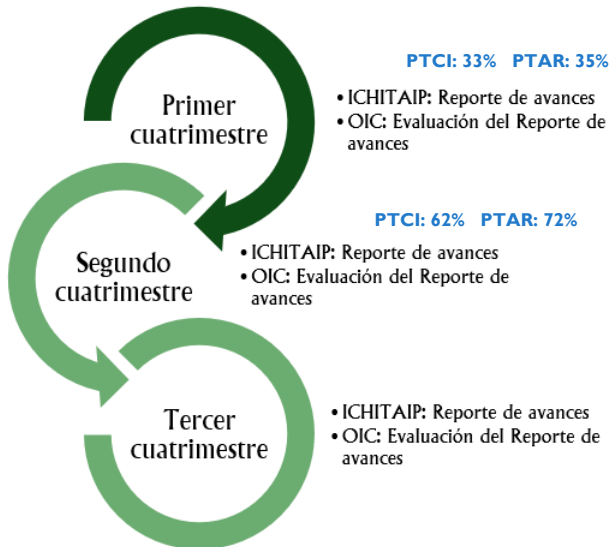 PTCI: 33% PTAR: 35%
Primer
cuatrimestre
• ICHITAIP: Reporte de avances
• OIC: Evaluación del Reporte de
avances
PTCI: 62% PTAR: 72%
Segundo
cuatrimestre
• ICHITAIP: Reporte de avances
• OIC: Evaluación del Reporte de
avances
Tercer
cuatrimestre
• ICHITAIP: Reporte de avances
• OIC: Evaluación del Reporte de
avances